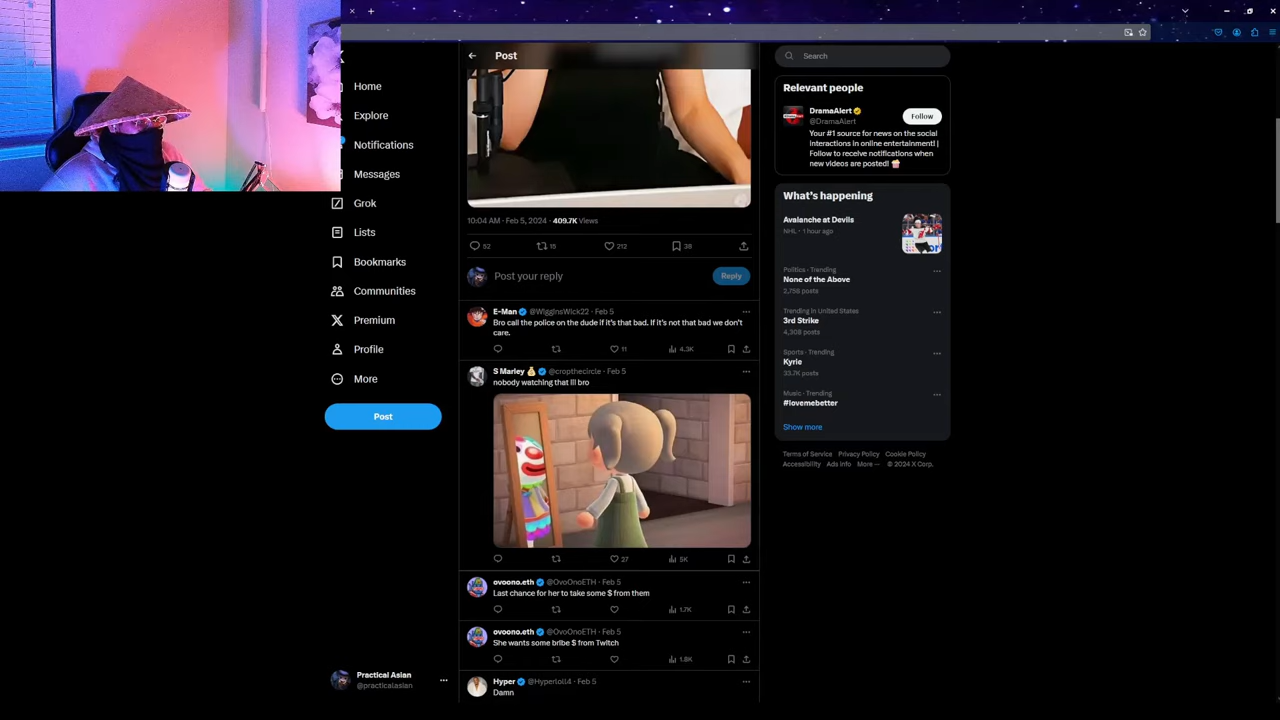 Post
Search
Home
Explore
Notifications
Messages
Grok
Lists
Bookmarks
Communities
Premium
Profile
More
Post
Practical Asian
@practicalasian
10:04 AM · Feb 5, 2024 · 409.7K Views
52 15 212 38
Post your reply
Reply
E-Man @WigginsWick22 · Feb 5
Bro call the police on the dude if it's that bad. If it's not that bad we don't
care.
11 4.3K
S Marley @cropthecircle · Feb 5
nobody watching that lil bro
27 5K
ovoono.eth @OvoOnoETH · Feb 5
Last chance for her to take some $ from them
1.7K
ovoono.eth @OvoOnoETH · Feb 5
She wants some bribe $ from Twitch
1.8K
Hyper @Hyperloll4 · Feb 5
Damn
Relevant people
DramaAlert
@DramaAlert
Follow
Your #1 source for news on the social
interactions in online entertainment! |
Follow to receive notifications when
new videos are posted!
What's happening
Avalanche at Devils
NHL · 1 hour ago
Politics · Trending
None of the Above
2,756 posts
Trending in United States
3rd Strike
4,308 posts
Sports · Trending
Kyrie
33.7K posts
Music · Trending
#lovemebetter
Show more
Terms of Service Privacy Policy Cookie Policy
Accessibility Ads info More ··· © 2024 X Corp.